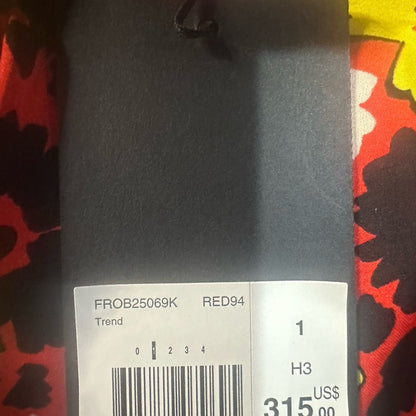 FROB25069K RED94
Trend
0 1 2 3 4
1
H3
315 US$ .00